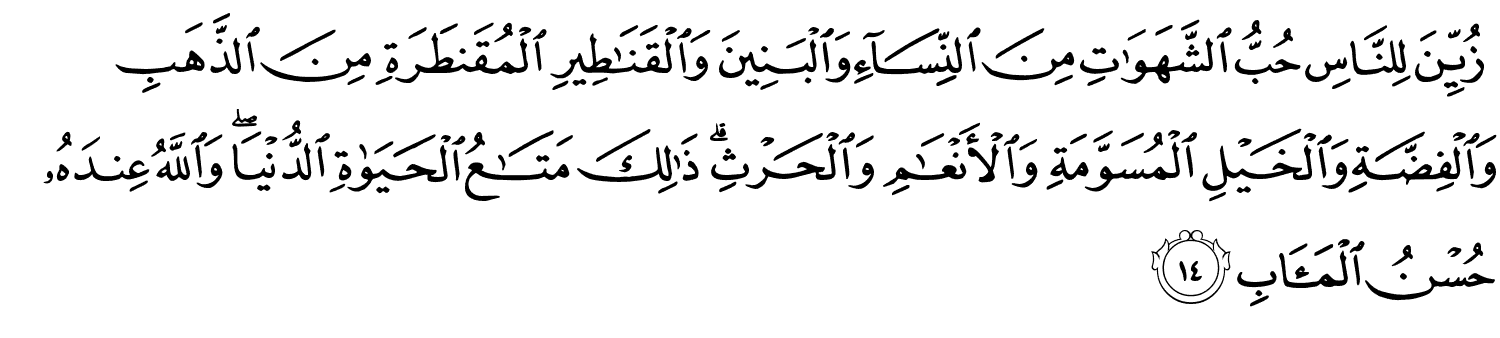 زُيِّنَ لِلنَّاسِ حُبُّ ٱلشَّهَوَٰتِ مِنَ ٱلنِّسَآءِ وَٱلۡبَنِينَ وَٱلۡقَنَٰطِيرِ ٱلۡمُقَنطَرَةِ مِنَ ٱلذَّهَبِ
وَٱلۡفِضَّةِ وَٱلۡخَيۡلِ ٱلۡمُسَوَّمَةِ وَٱلۡأَنۡعَٰمِ وَٱلۡحَرۡثِۗ ذَٰلِكَ مَتَٰعُ ٱلۡحَيَوٰةِ ٱلدُّنۡيَاۖ وَٱللَّهُ عِندَهُۥ
حُسۡنُ ٱلۡمَـَٔابِ ١٤